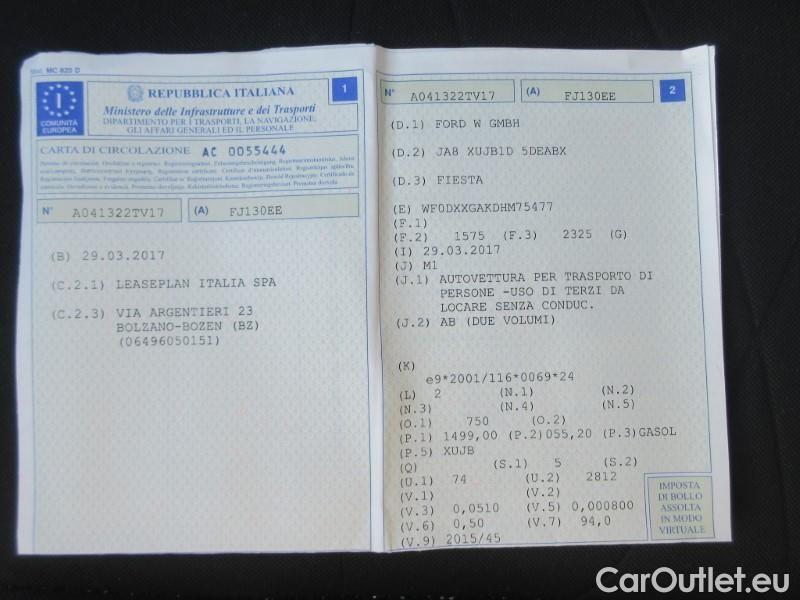 Mod. MC 820 D
I
COMUNITÀ
EUROPEA
REPUBBLICA ITALIANA
1
Ministero delle Infrastrutture e dei Trasporti
DIPARTIMENTO PER I TRASPORTI, LA NAVIGAZIONE,
GLI AFFARI GENERALI ED IL PERSONALE
CARTA DI CIRCOLAZIONE AC 0055444
N° A041322TV17 (A) FJ130EE
(B) 29.03.2017
(C.2.1) LEASEPLAN ITALIA SPA
(C.2.3) VIA ARGENTIERI 23
BOLZANO-BOZEN (BZ)
(06496050151)
N° A041322TV17 (A) FJ130EE 2
(D.1) FORD W GMBH
(D.2) JA8 XUJB1D 5DEABX
(D.3) FIESTA
(E) WF0DXXGAKDHM75477
(F.1)
(F.2) 1575 (F.3) 2325 (G)
(I) 29.03.2017
(J) M1
(J.1) AUTOVETTURA PER TRASPORTO DI
PERSONE -USO DI TERZI DA
LOCARE SENZA CONDUC.
(J.2) AB (DUE VOLUMI)
(K)
e9*2001/116*0069*24
(L) 2 (N.1) (N.2)
(N.3) (N.4) (N.5)
(O.1) 750 (O.2)
(P.1) 1499,00 (P.2)055,20 (P.3)GASOL
(P.5) XUJB
(Q) (S.1) 5 (S.2)
(U.1) 74 (U.2) 2812
(V.1) (V.2)
(V.3) 0,0510 (V.5) 0,000800
(V.6) 0,50 (V.7) 94,0
(V.9) 2015/45
IMPOSTA
DI BOLLO
ASSOLTA
IN MODO
VIRTUALE
CarOutlet.eu